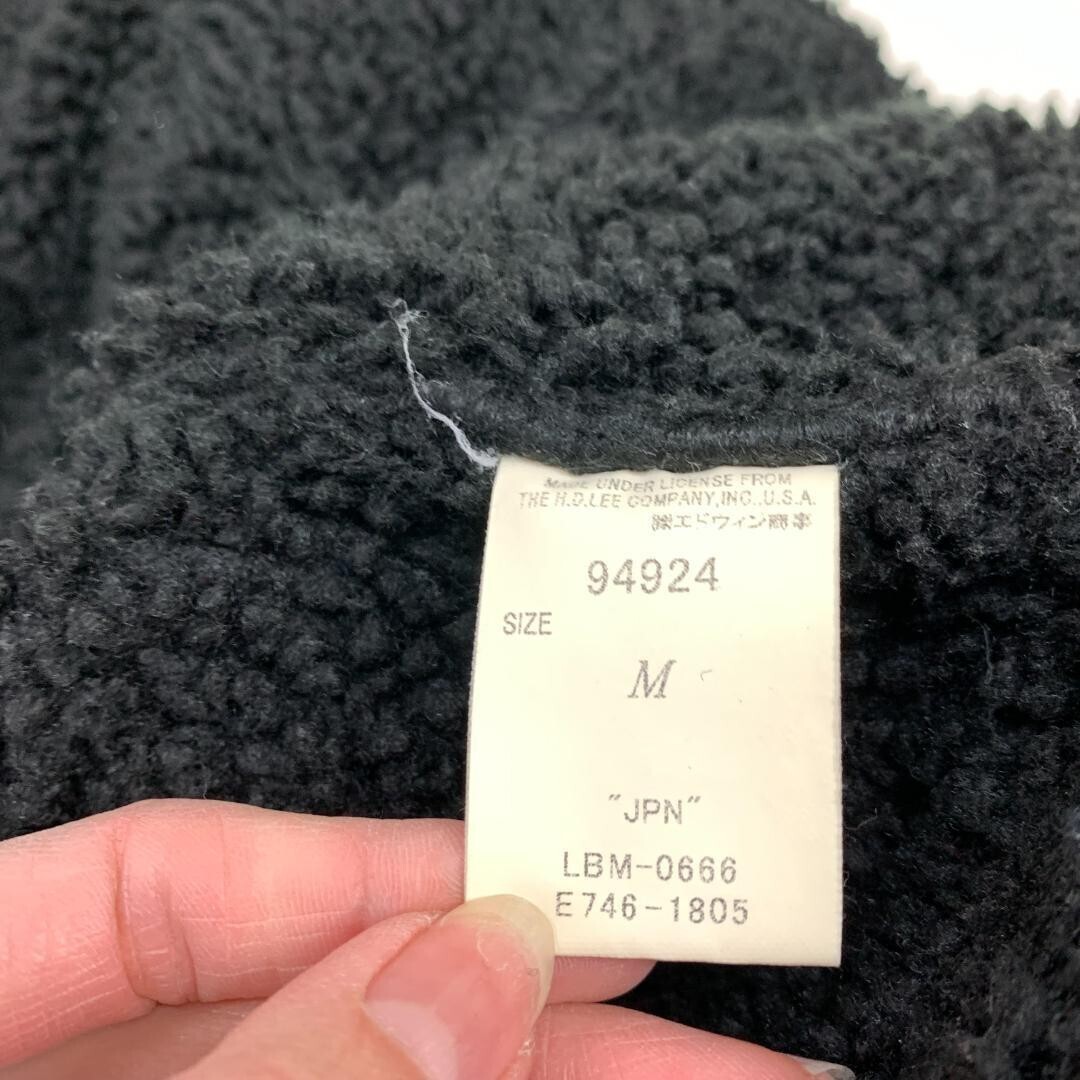 MADE UNDER LICENSE FROM
THE H.D.LEE COMPANY,INC.,U.S.A.
㈱エドウィン商事
94924
SIZE
M
"JPN"
LBM-0666
E746-1805